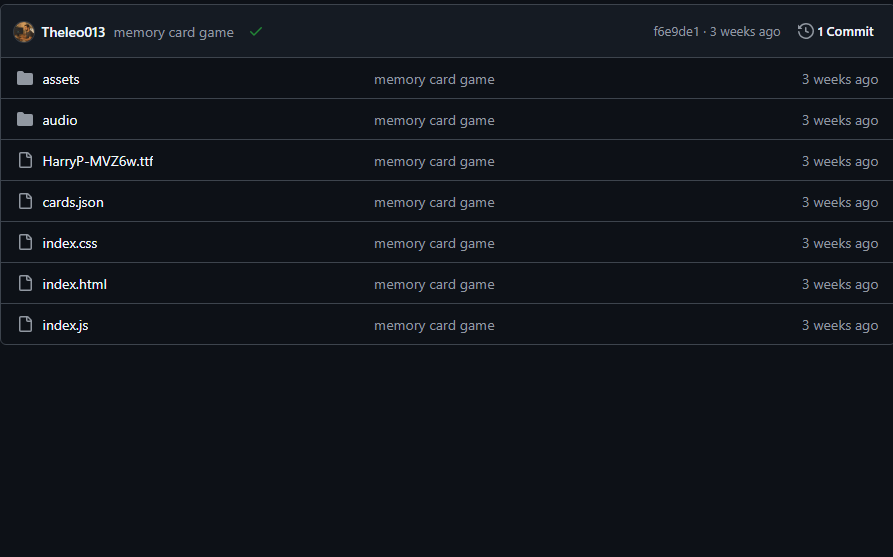 Theleo013 memory card game f6e9de1 · 3 weeks ago 1 Commit
assets memory card game 3 weeks ago
audio memory card game 3 weeks ago
HarryP-MVZ6w.ttf memory card game 3 weeks ago
cards.json memory card game 3 weeks ago
index.css memory card game 3 weeks ago
index.html memory card game 3 weeks ago
index.js memory card game 3 weeks ago